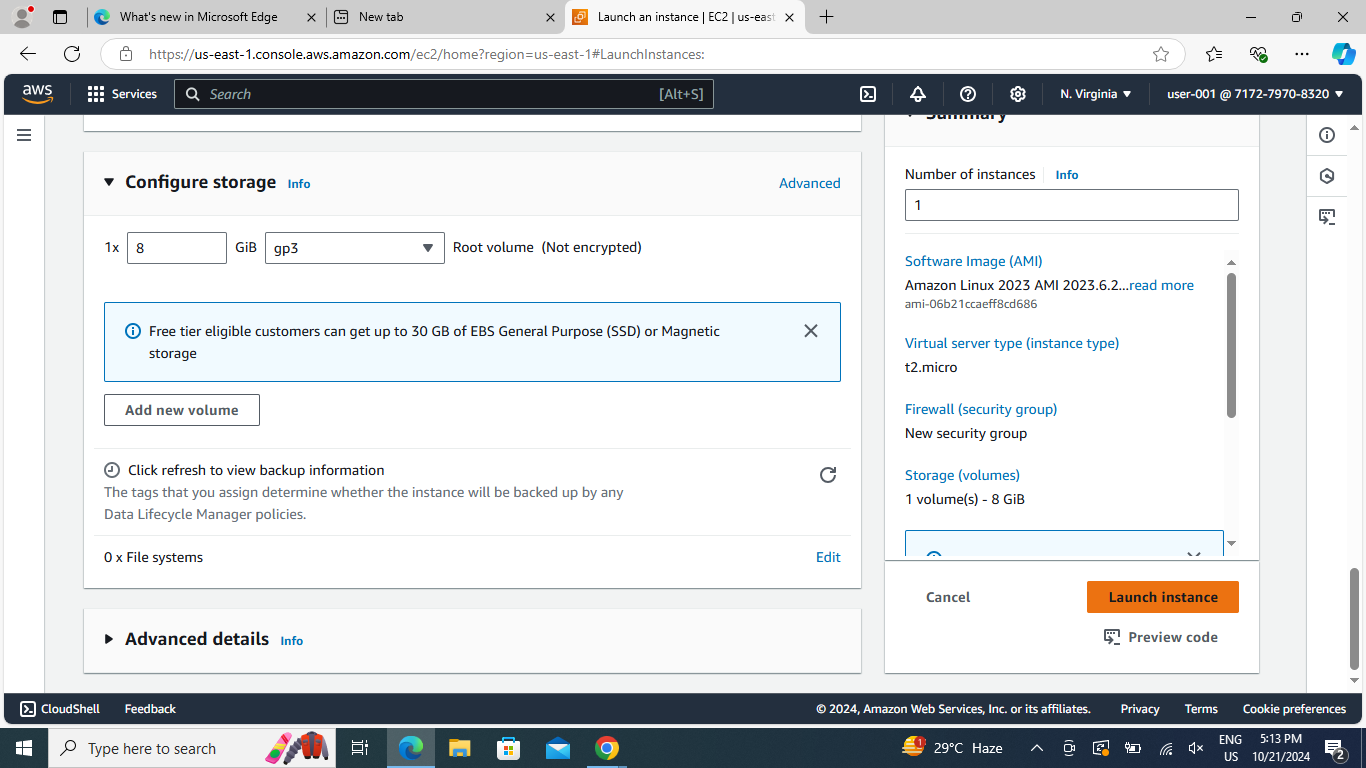 What's new in Microsoft Edge
New tab
Launch an instance | EC2 | us-east
https://us-east-1.console.aws.amazon.com/ec2/home?region=us-east-1#LaunchInstances:
aws
Services
Search
[Alt+S]
N. Virginia
user-001 @ 7172-7970-8320
Configure storage
Info
Advanced
1x
8
GiB
gp3
Root volume (Not encrypted)
Free tier eligible customers can get up to 30 GB of EBS General Purpose (SSD) or Magnetic
storage
Add new volume
Click refresh to view backup information
The tags that you assign determine whether the instance will be backed up by any
Data Lifecycle Manager policies.
0 x File systems
Edit
Advanced details
Info
Summary
Number of instances
Info
1
Software Image (AMI)
Amazon Linux 2023 AMI 2023.6.2...read more
ami-06b21ccaeff8cd686
Virtual server type (instance type)
t2.micro
Firewall (security group)
New security group
Storage (volumes)
1 volume(s) - 8 GiB
Cancel
Launch instance
Preview code
CloudShell
Feedback
© 2024, Amazon Web Services, Inc. or its affiliates.
Privacy
Terms
Cookie preferences
Type here to search
1
29°C Haze
ENG
US
5:13 PM
10/21/2024
2